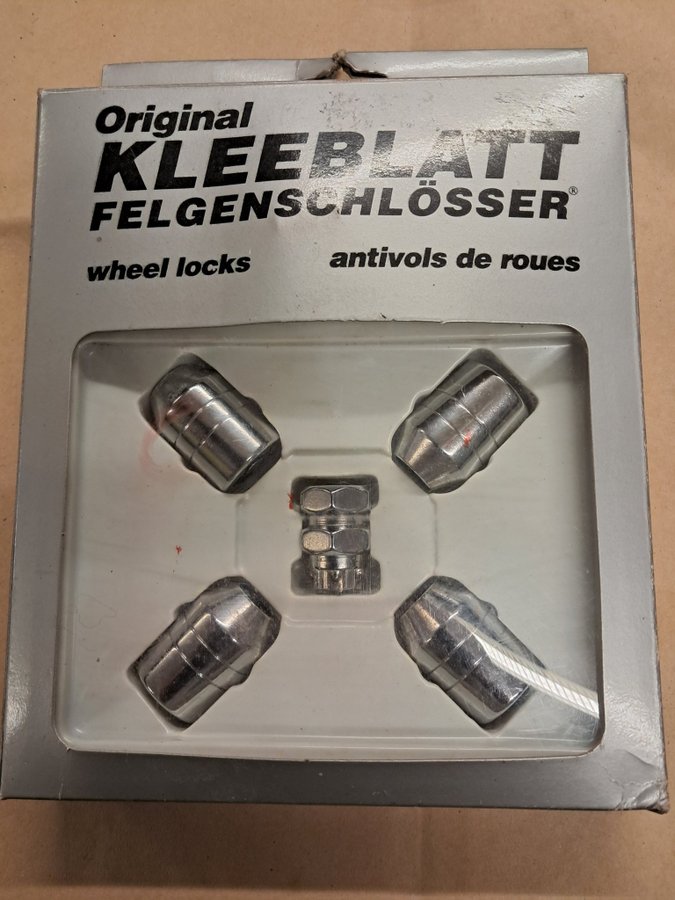 Original
KLEEBLATT
FELGENSCHLÖSSER®
wheel locks
antivols de roues